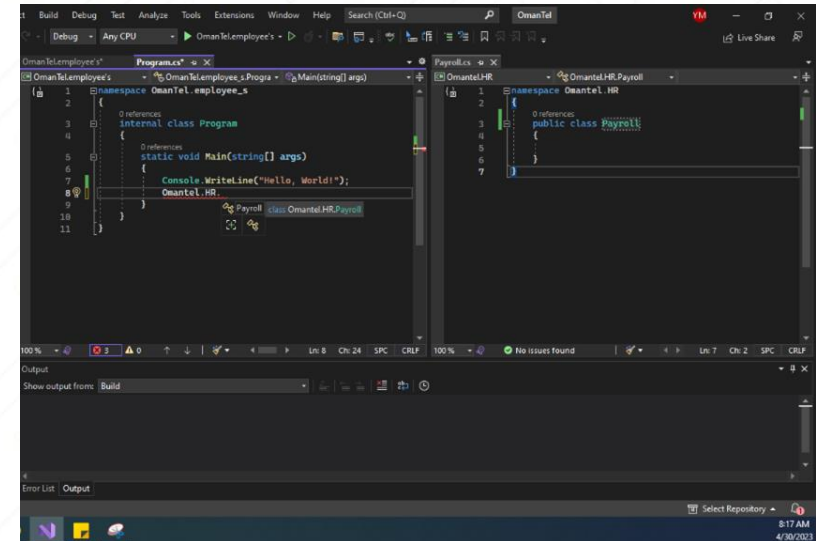 Build Debug Test Analyze Tools Extensions Window Help Search (Ctrl+Q) OmanTel YM
Debug Any CPU OmanTel.employee's Live Share
OmanTel.employee's* Program.cs* Payroll.cs
OmanTel.employee's OmanTel.employee_s.Progra Main(string[] args) Omantel.HR Omantel.HR.Payroll
1 namespace OmanTel.employee_s
2 {
0 references
3 internal class Program
4 {
0 references
5 static void Main(string[] args)
6 {
7 Console.WriteLine("Hello, World!");
8 Omantel.HR.
9 }
10 }
11 }
Payroll class Omantel.HR.Payroll
1 namespace Omantel.HR
2 {
0 references
3 public class Payroll
4 {
5
6 }
7 }
100 % 3 0 Ln: 8 Ch: 24 SPC CRLF 100 % No issues found Ln: 7 Ch: 2 SPC CRLF
Output
Show output from: Build
Error List Output
Select Repository
8:17 AM
4/30/2023